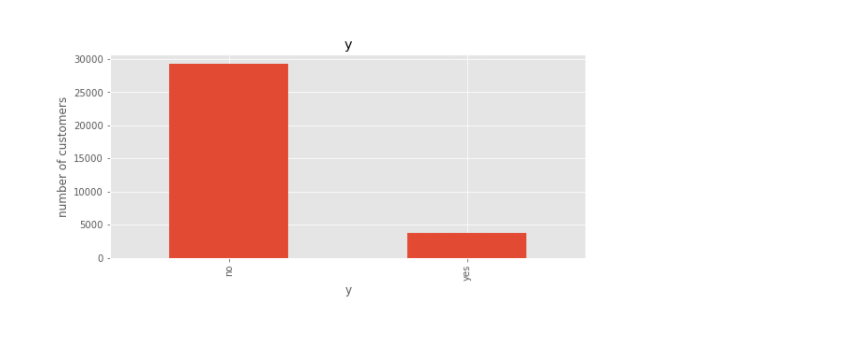 y
number of customers
30000
25000
20000
15000
10000
5000
0
no
yes
y